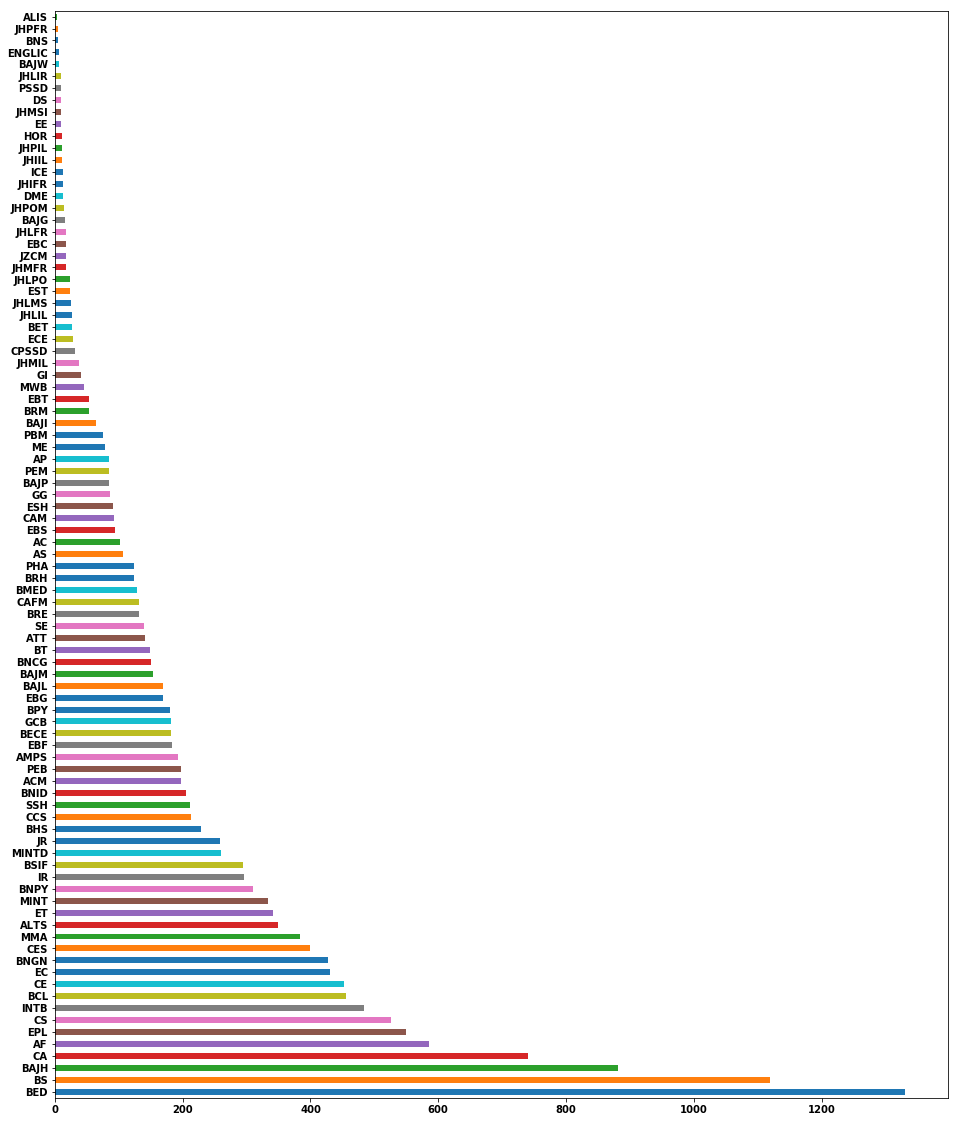 ALIS
JHPFR
BNS
ENGLIC
BAJW
JHLIR
PSSD
DS
JHMSI
EE
HOR
JHPIL
JHIIL
ICE
JHIFR
DME
JHPOM
BAJG
JHLFR
EBC
JZCM
JHMFR
JHLPO
EST
JHLMS
JHLIL
BET
ECE
CPSSD
JHMIL
GI
MWB
EBT
BRM
BAJI
PBM
ME
AP
PEM
BAJP
GG
ESH
CAM
EBS
AC
AS
PHA
BRH
BMED
CAFM
BRE
SE
ATT
BT
BNCG
BAJM
BAJL
EBG
BPY
GCB
BECE
EBF
AMPS
PEB
ACM
BNID
SSH
CCS
BHS
JR
MINTD
BSIF
IR
BNPY
MINT
ET
ALTS
MMA
CES
BNGN
EC
CE
BCL
INTB
CS
EPL
AF
CA
BAJH
BS
BED
0 200 400 600 800 1000 1200